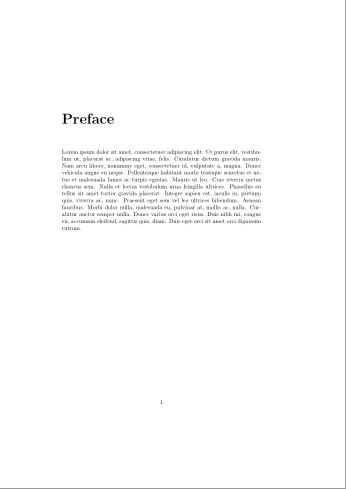 Preface
Lorem ipsum dolor sit amet, consectetuer adipiscing elit. Ut purus elit, vestibu-
lum ut, placerat ac, adipiscing vitae, felis. Curabitur dictum gravida mauris.
Nam arcu libero, nonummy eget, consectetuer id, vulputate a, magna. Donec
vehicula augue eu neque. Pellentesque habitant morbi tristique senectus et ne-
tus et malesuada fames ac turpis egestas. Mauris ut leo. Cras viverra metus
rhoncus sem. Nulla et lectus vestibulum urna fringilla ultrices. Phasellus eu
tellus sit amet tortor gravida placerat. Integer sapien est, iaculis in, pretium
quis, viverra ac, nunc. Praesent eget sem vel leo ultrices bibendum. Aenean
faucibus. Morbi dolor nulla, malesuada eu, pulvinar at, mollis ac, nulla. Cur-
abitur auctor semper nulla. Donec varius orci eget risus. Duis nibh mi, congue
eu, accumsan eleifend, sagittis quis, diam. Duis eget orci sit amet orci dignissim
rutrum.
1